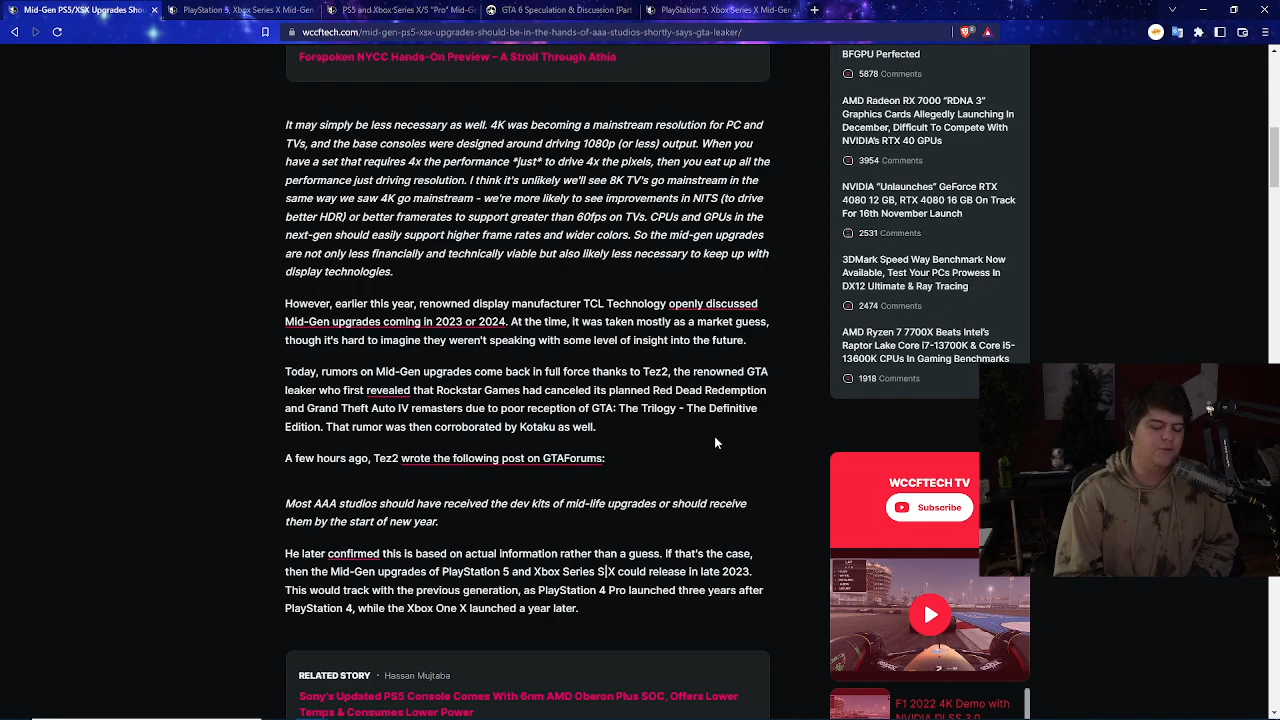 Mid-Gen PS5/XSX Upgrades Shou
PlayStation 5, Xbox Series X|S Mi
PS5 and Xbox "Pro" Mid-Gen
GTA 6 Speculation & Discussion [Part
PlayStation 5, Xbox Series X|S Mi
wccftech.com/mid-gen-ps5-xsx-upgrades-should-be-in-the-hands-of-aaa-studios-shortly-says-gta-leaker/
Forspoken NYCC Hands-On Preview – A Stroll Through Athia
It may simply be less necessary as well. 4K was becoming a mainstream resolution for PC and
TVs, and the base consoles were designed around driving 1080p (or less) output. When you
have a set that requires 4x the performance *just* to drive 4x the pixels, then you eat up all the
performance just driving resolution. I think it's unlikely we'll see 8K TV's go mainstream in the
same way we saw 4K go mainstream - we're more likely to see improvements in NITS (to drive
better HDR) or better framerates to support greater than 60fps on TVs. CPUs and GPUs in the
next-gen should easily support higher frame rates and wider colors. So the mid-gen upgrades
are not only less financially and technically viable but also likely less necessary to keep up with
display technologies.
However, earlier this year, renowned display manufacturer TCL Technology openly discussed
Mid-Gen upgrades coming in 2023 or 2024. At the time, it was taken mostly as a market guess,
though it's hard to imagine they weren't speaking with some level of insight into the future.
Today, rumors on Mid-Gen upgrades come back in full force thanks to Tez2, the renowned GTA
leaker who first revealed that Rockstar Games had canceled its planned Red Dead Redemption
and Grand Theft Auto IV remasters due to poor reception of GTA: The Trilogy - The Definitive
Edition. That rumor was then corroborated by Kotaku as well.
A few hours ago, Tez2 wrote the following post on GTAForums:
Most AAA studios should have received the dev kits of mid-life upgrades or should receive
them by the start of new year.
He later confirmed this is based on actual information rather than a guess. If that's the case,
then the Mid-Gen upgrades of PlayStation 5 and Xbox Series S|X could release in late 2023.
This would track with the previous generation, as PlayStation 4 Pro launched three years after
PlayStation 4, while the Xbox One X launched a year later.
RELATED STORY · Hassan Mujtaba
Sony's Updated PS5 Console Comes With 6nm AMD Oberon Plus SOC, Offers Lower
Temps & Consumes Lower Power
BFGPU Perfected
5878 Comments
AMD Radeon RX 7000 "RDNA 3"
Graphics Cards Allegedly Launching In
December, Difficult To Compete With
NVIDIA's RTX 40 GPUs
3954 Comments
NVIDIA "Unlaunches" GeForce RTX
4080 12 GB, RTX 4080 16 GB On Track
For 16th November Launch
2531 Comments
3DMark Speed Way Benchmark Now
Available, Test Your PCs Prowess In
DX12 Ultimate & Ray Tracing
2474 Comments
AMD Ryzen 7 7700X Beats Intel's
Raptor Lake Core i7-13700K & Core i5-
13600K CPUs In Gaming Benchmarks
1918 Comments
WCCFTECH TV
Subscribe
F1 2022 4K Demo with
NVIDIA DLSS 3.0